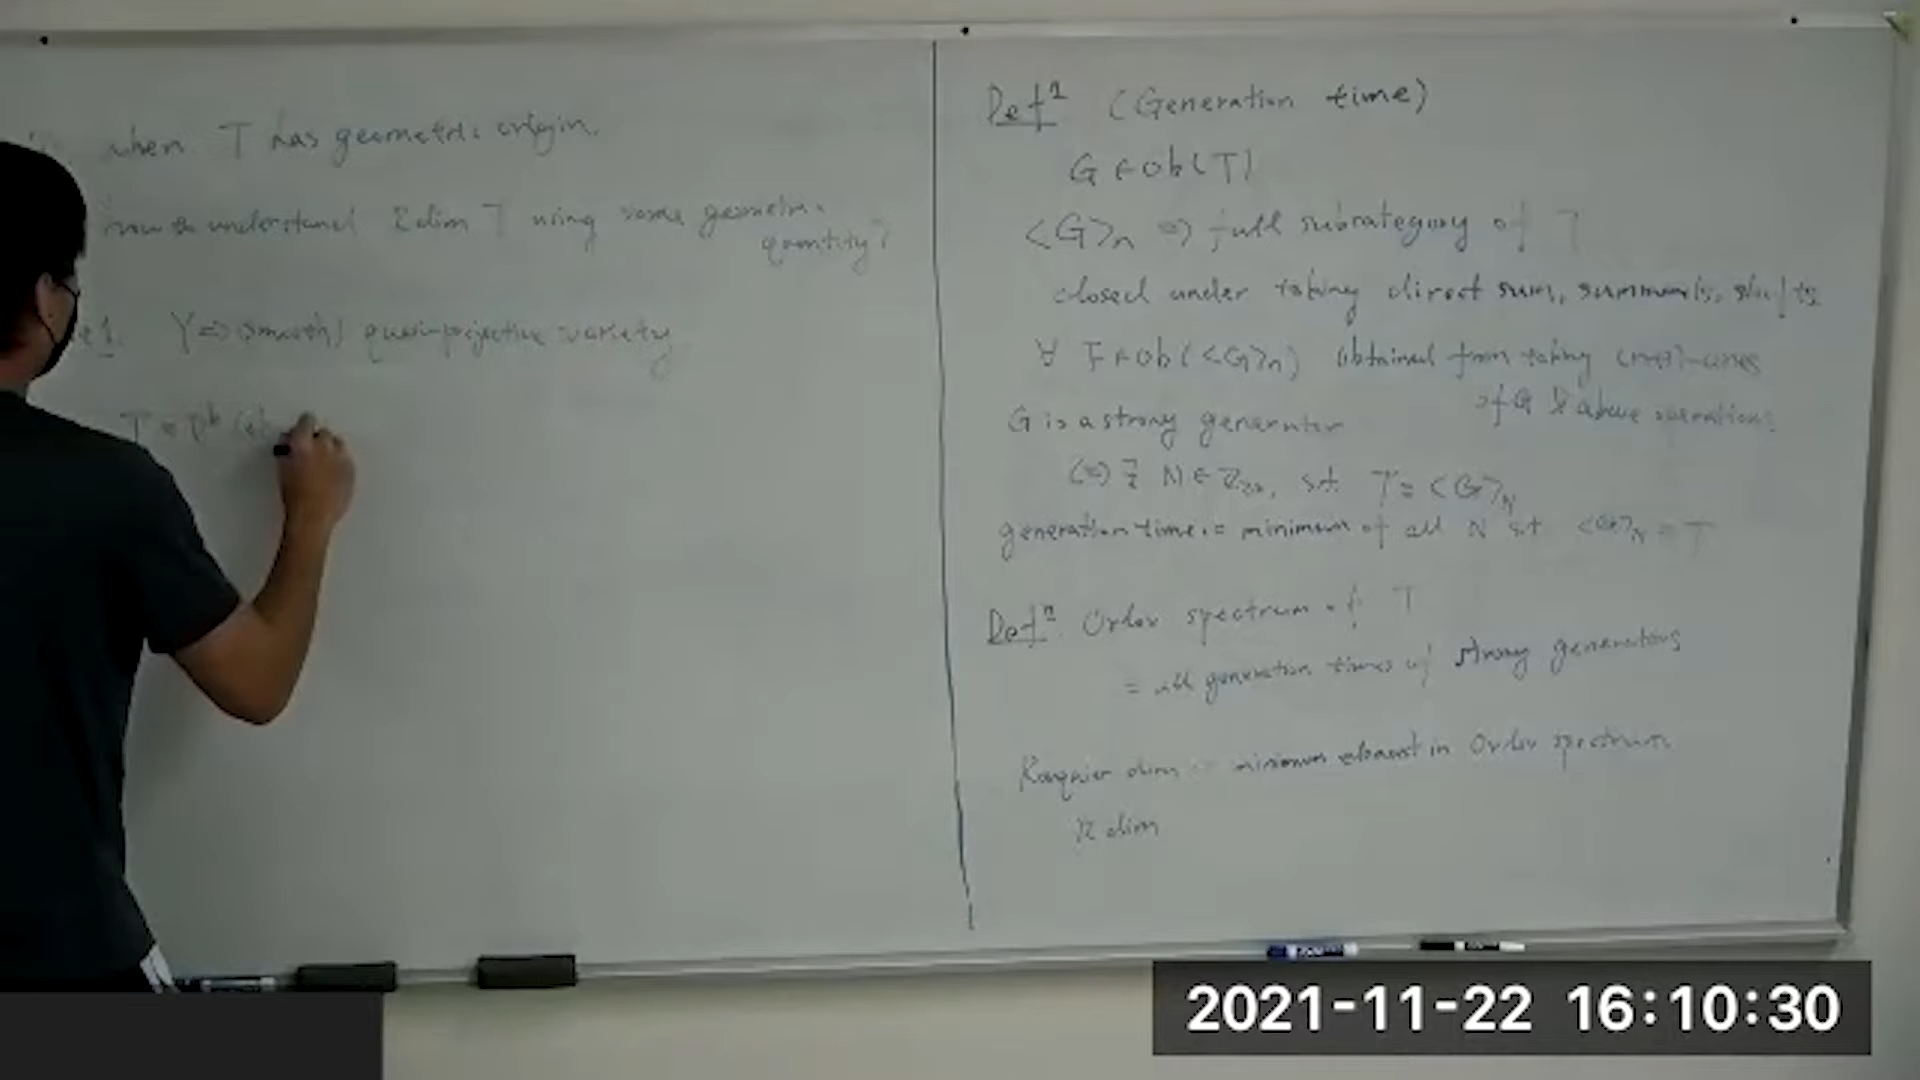 when T has geometric origin.
how to understand Rdim T using some geometric
quantity?
Y => smooth quasi-projective variety
T = D^b(
Def^n (Generation time)
G ∈ Ob(T)
<G>_n => full subcategory of T
closed under taking direct sum, summands, shifts
∀ F ∈ Ob(<G>_n) obtained from taking (n+1)-cones
of G & above operations
G is a strong generator
(=) ∃ N ∈ Z≥0, s.t. T = <G>_N
generation time := minimum of all N s.t <G>_N = T
Def^n Orlov spectrum of T
= all generation times of strong generators
Rouquier dim = minimum element in Orlov spectrum
R dim
2021-11-22 16:10:30